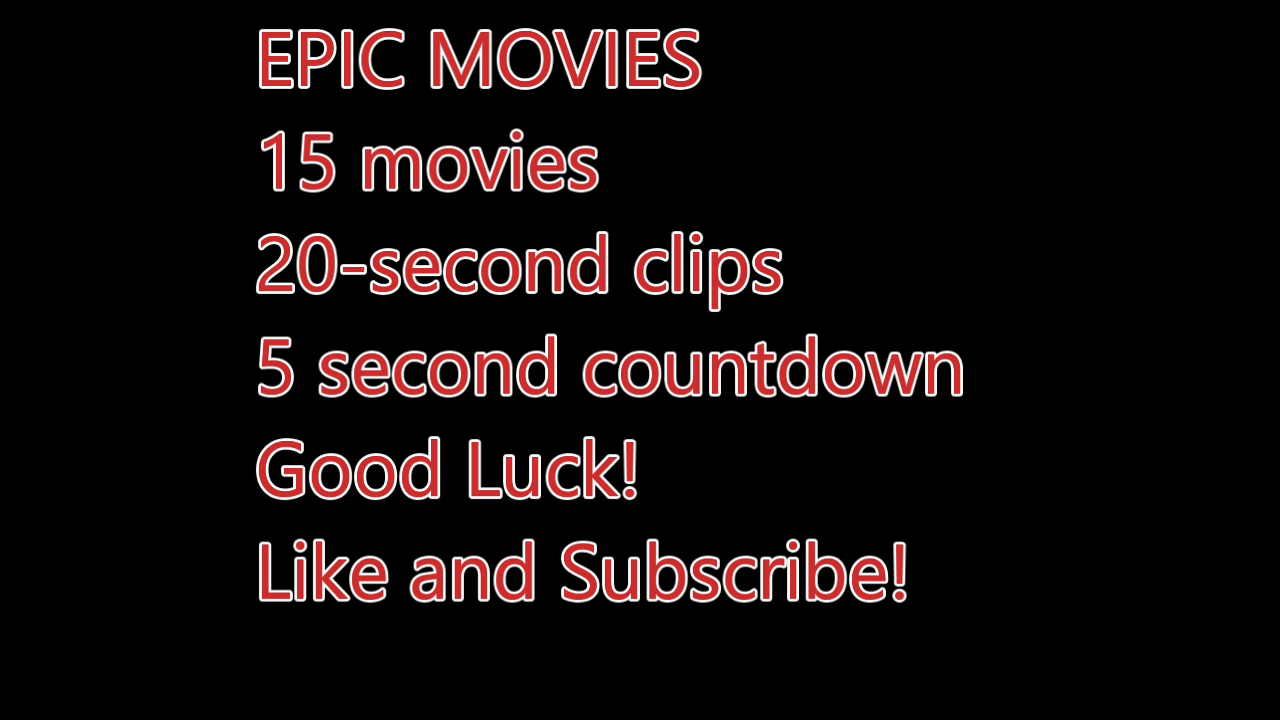 EPIC MOVIES
15 movies
20-second clips
5 second countdown
Good Luck!
Like and Subscribe!